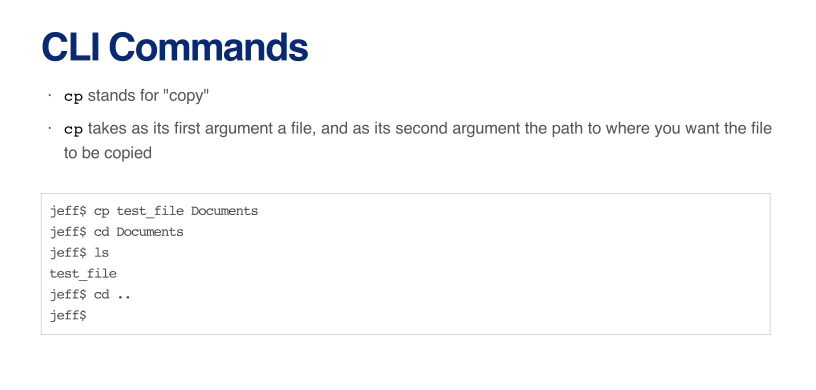 CLI Commands
· cp stands for "copy"
· cp takes as its first argument a file, and as its second argument the path to where you want the file
to be copied
jeff$ cp test_file Documents
jeff$ cd Documents
jeff$ ls
test_file
jeff$ cd ..
jeff$